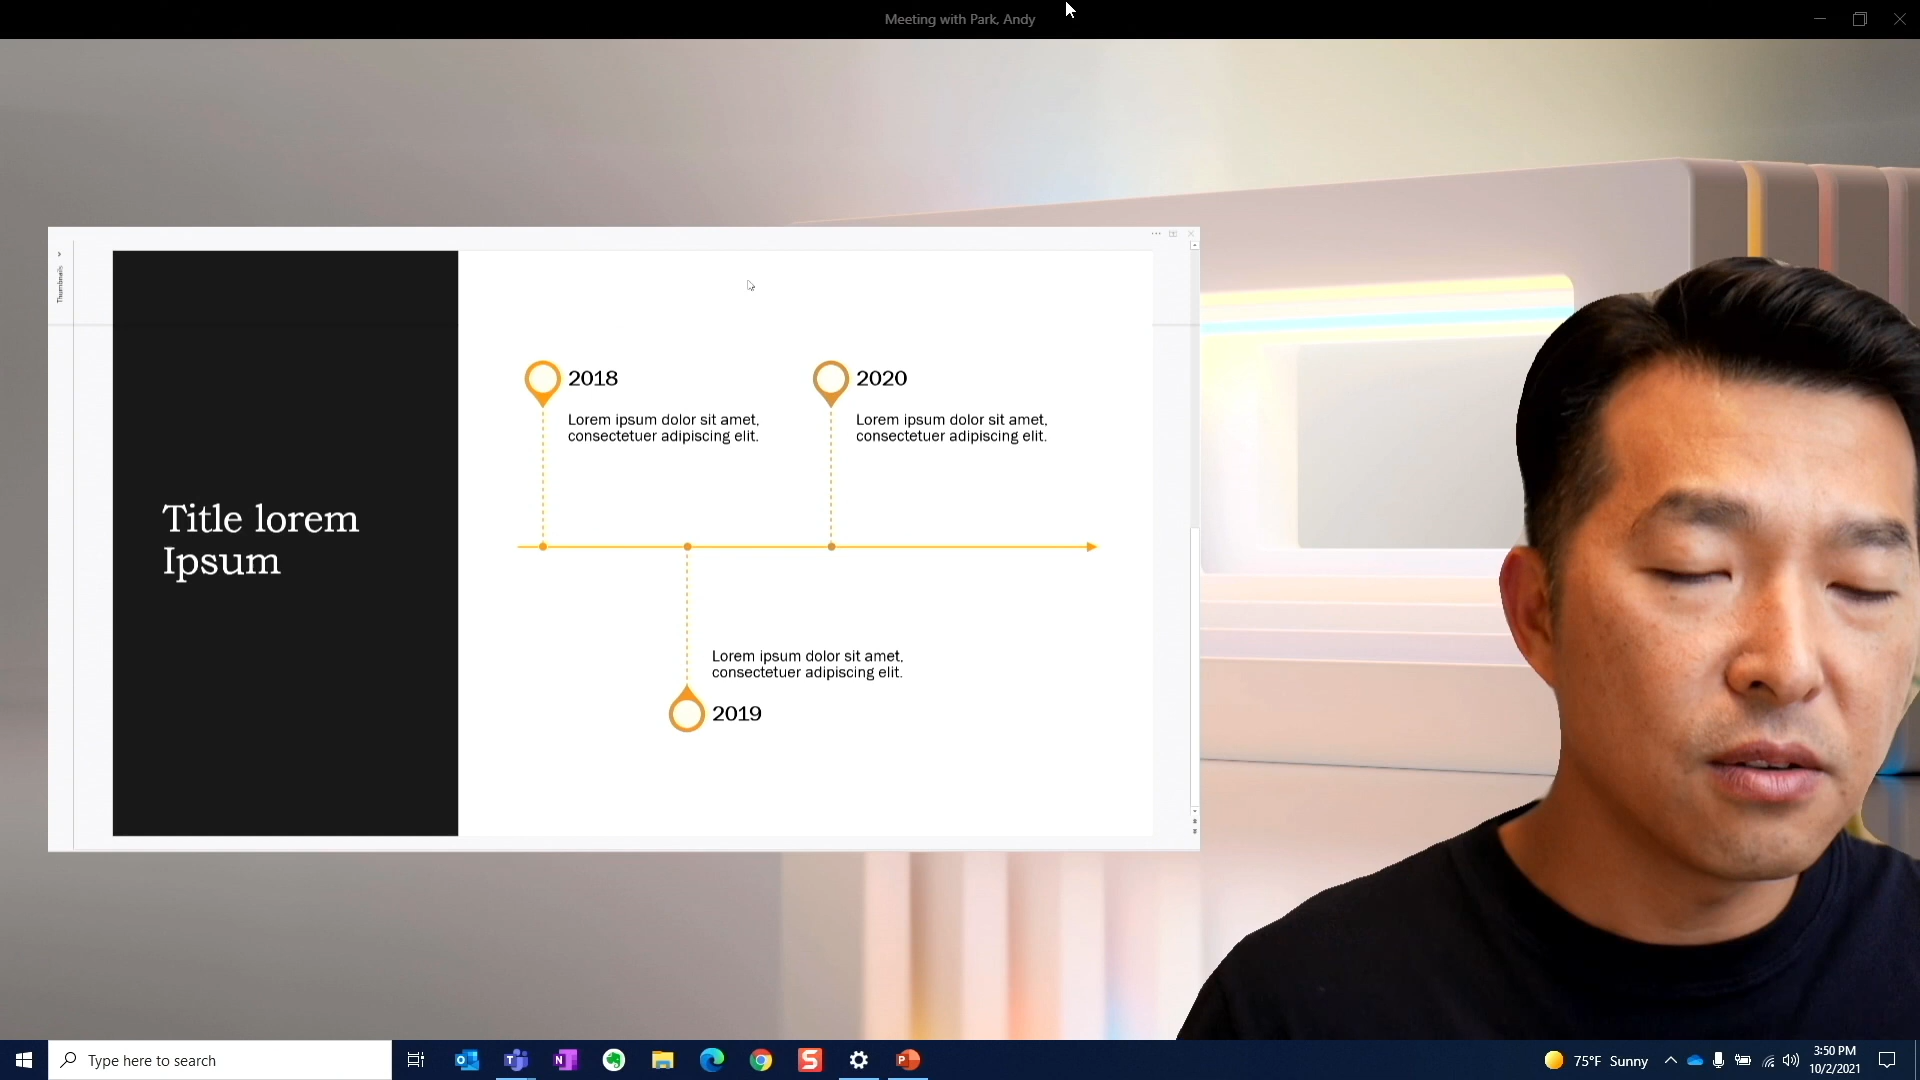 Meeting with Park, Andy
Thumbnails
Title lorem
Ipsum
2018
Lorem ipsum dolor sit amet,
consectetuer adipiscing elit.
2020
Lorem ipsum dolor sit amet,
consectetuer adipiscing elit.
Lorem ipsum dolor sit amet,
consectetuer adipiscing elit.
2019
Type here to search
75°F Sunny
3:50 PM
10/2/2021